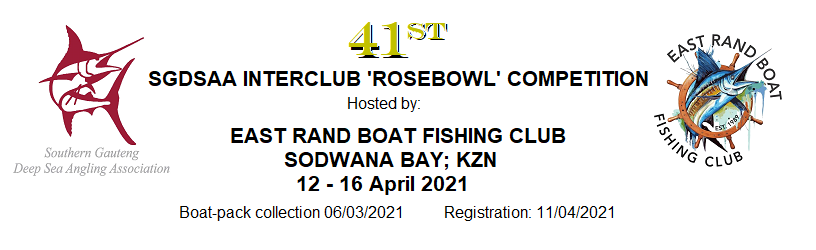 41ST
SGDSAA INTERCLUB 'ROSEBOWL' COMPETITION
Hosted by:
EAST RAND BOAT FISHING CLUB
SODWANA BAY; KZN
12 - 16 April 2021
Boat-pack collection 06/03/2021 Registration: 11/04/2021
Southern Gauteng
Deep Sea Angling Association
EAST RAND BOAT
EST. 1989
FISHING CLUB